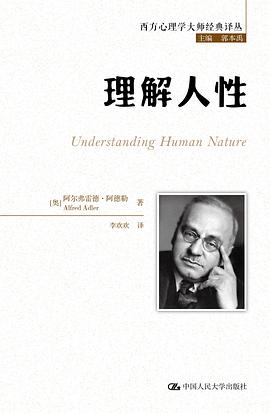 西方心理学大师经典译丛
主编 郭本禹
理解人性
Understanding Human Nature
[奥]阿尔弗雷德·阿德勒 著
Alfred Adler
李欢欢 译
中国人民大学出版社